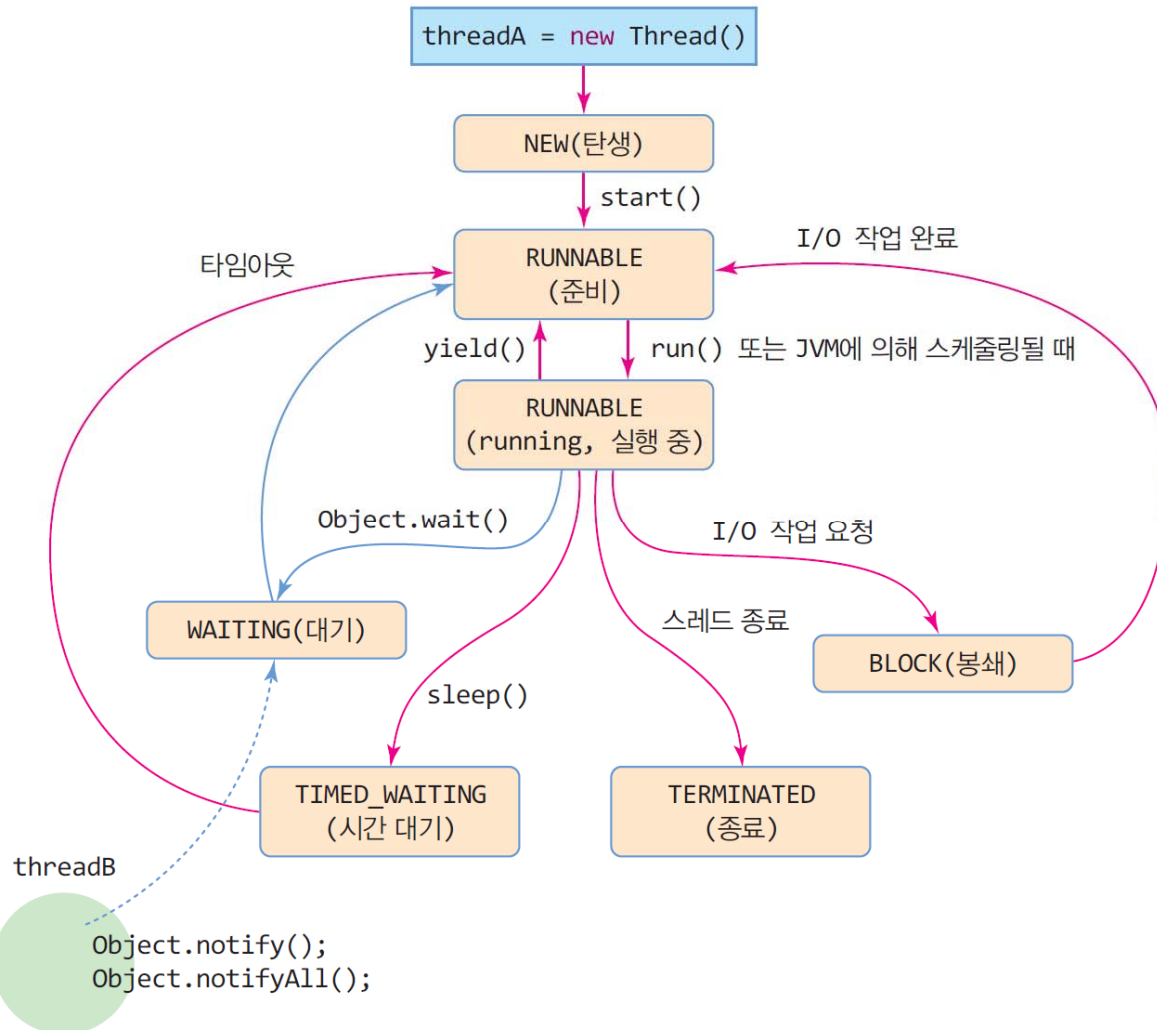 threadA = new Thread()
NEW(탄생)
start()
I/O 작업 완료
타임아웃
RUNNABLE
(준비)
yield()
run() 또는 JVM에 의해 스케줄링될 때
RUNNABLE
(running, 실행 중)
Object.wait()
I/O 작업 요청
WAITING(대기)
스레드 종료
BLOCK(봉쇄)
sleep()
TIMED_WAITING
(시간 대기)
TERMINATED
(종료)
threadB
Object.notify();
Object.notifyAll();